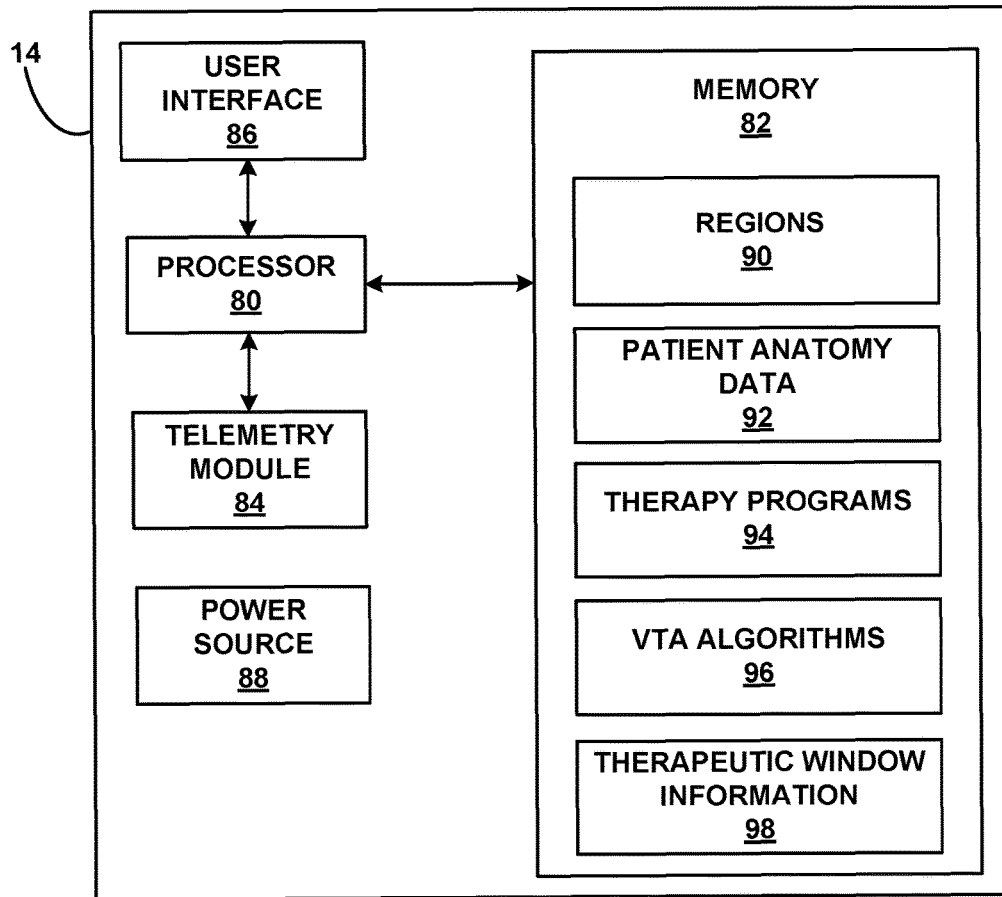 14
USER
INTERFACE
86
PROCESSOR
80
TELEMETRY
MODULE
84
POWER
SOURCE
88
MEMORY
82
REGIONS
90
PATIENT ANATOMY
DATA
92
THERAPY PROGRAMS
94
VTA ALGORITHMS
96
THERAPEUTIC WINDOW
INFORMATION
98